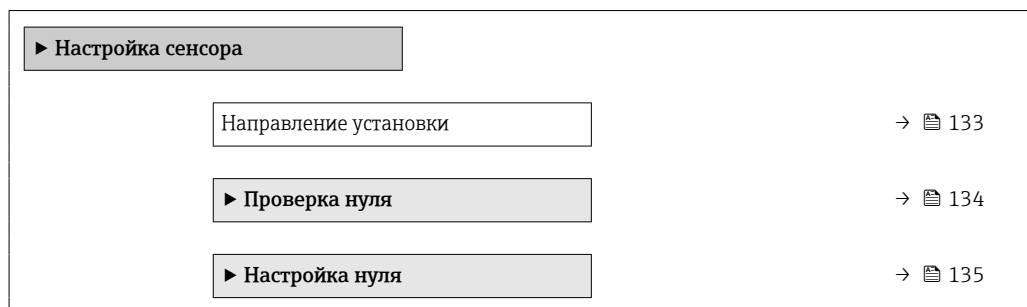 ▶ Настройка сенсора
Направление установки → 133
▶ Проверка нуля → 134
▶ Настройка нуля → 135